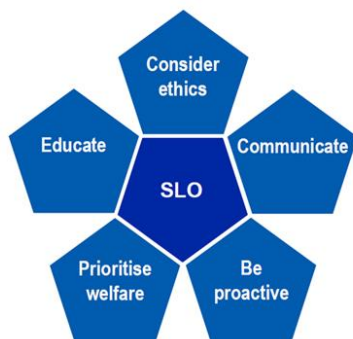 Consider
ethics
Educate
Communicate
SLO
Prioritise
welfare
Be
proactive